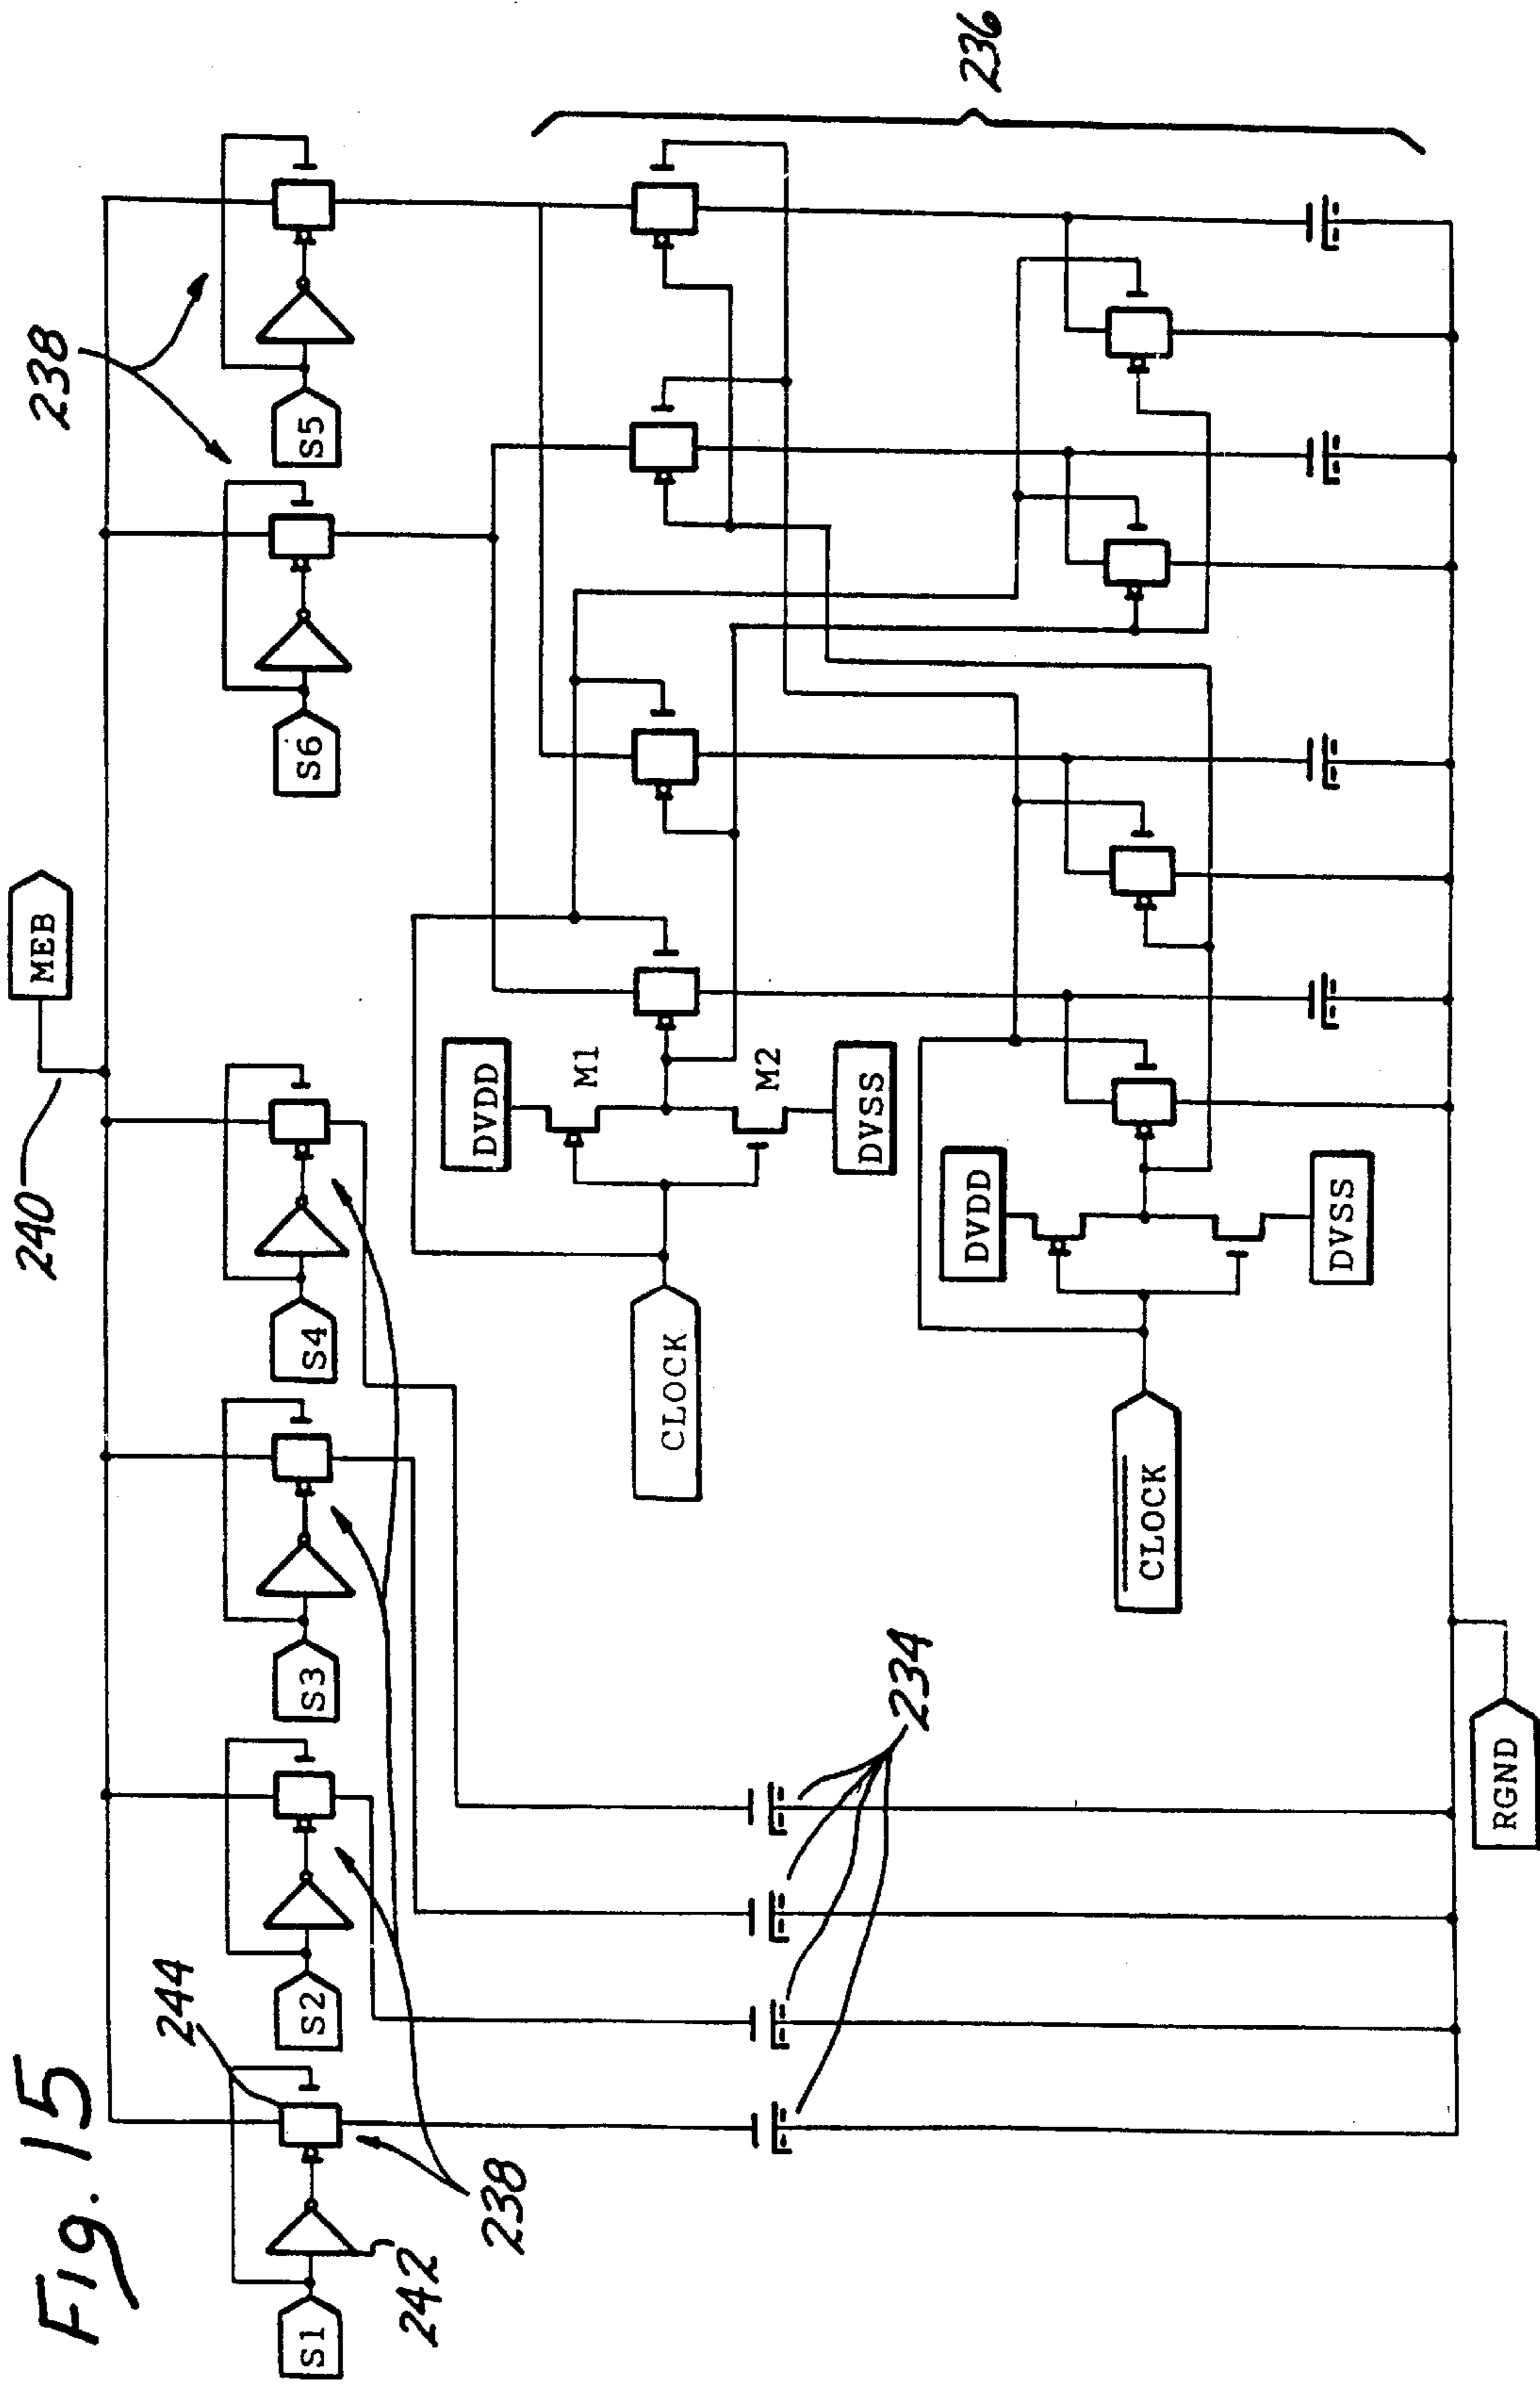 Fig. 15
240
MEB
238
S1
S2
S3
S4
S6
S5
244
242
238
236
DVDD
M1
CLOCK
M2
DVSS
DVDD
CLOCK
DVSS
234
RGND